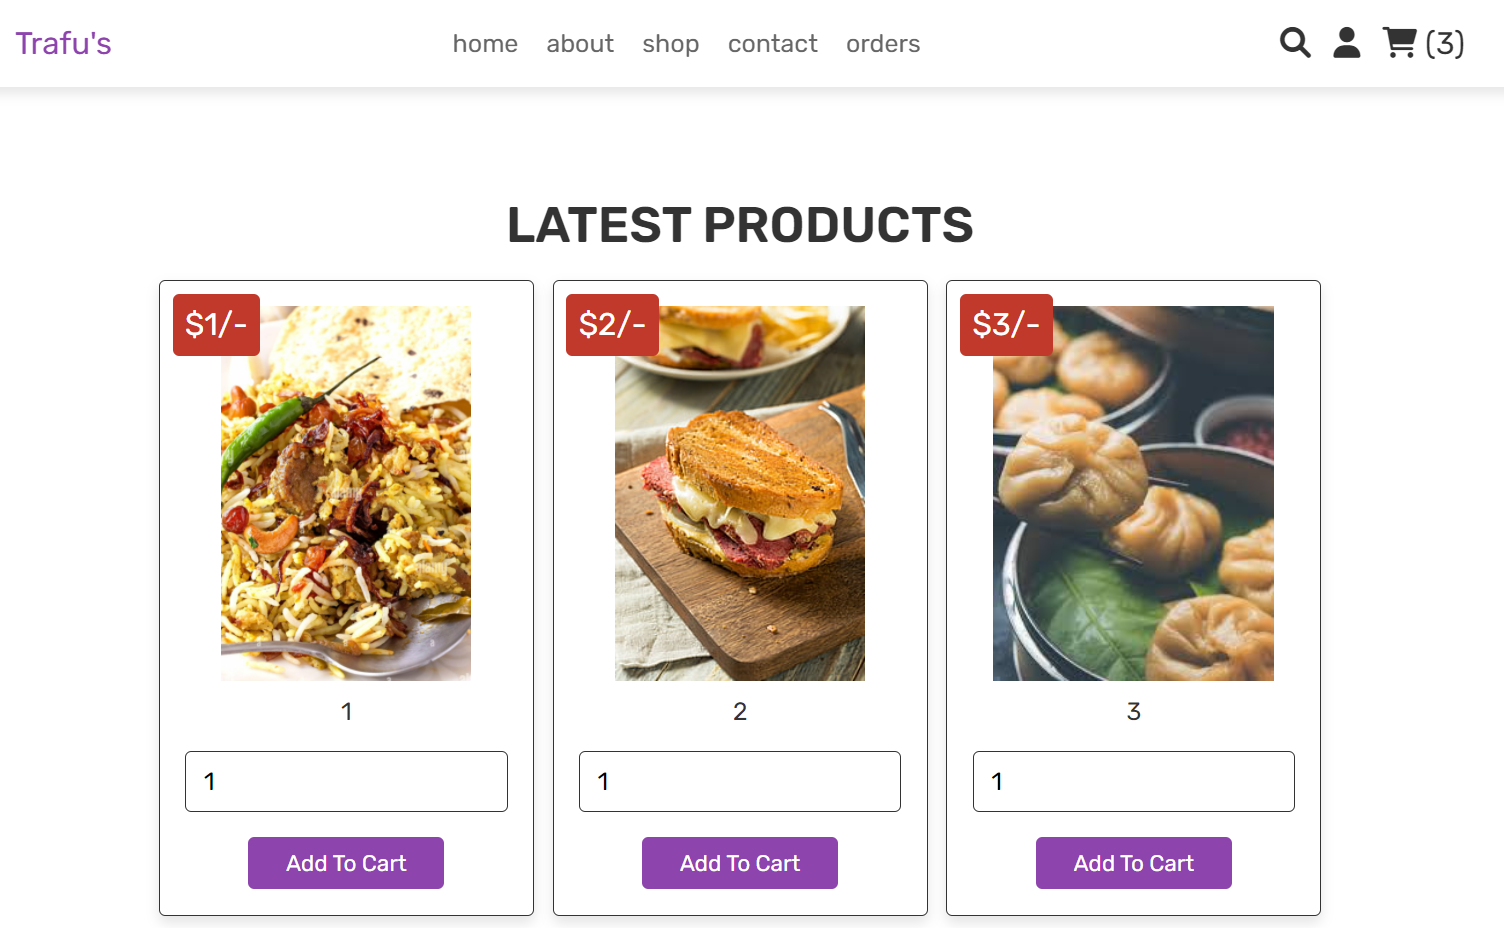 Trafu's home about shop contact orders (3)
LATEST PRODUCTS
$1/- $2/- $3/-
1 2 3
1 1 1
Add To Cart Add To Cart Add To Cart